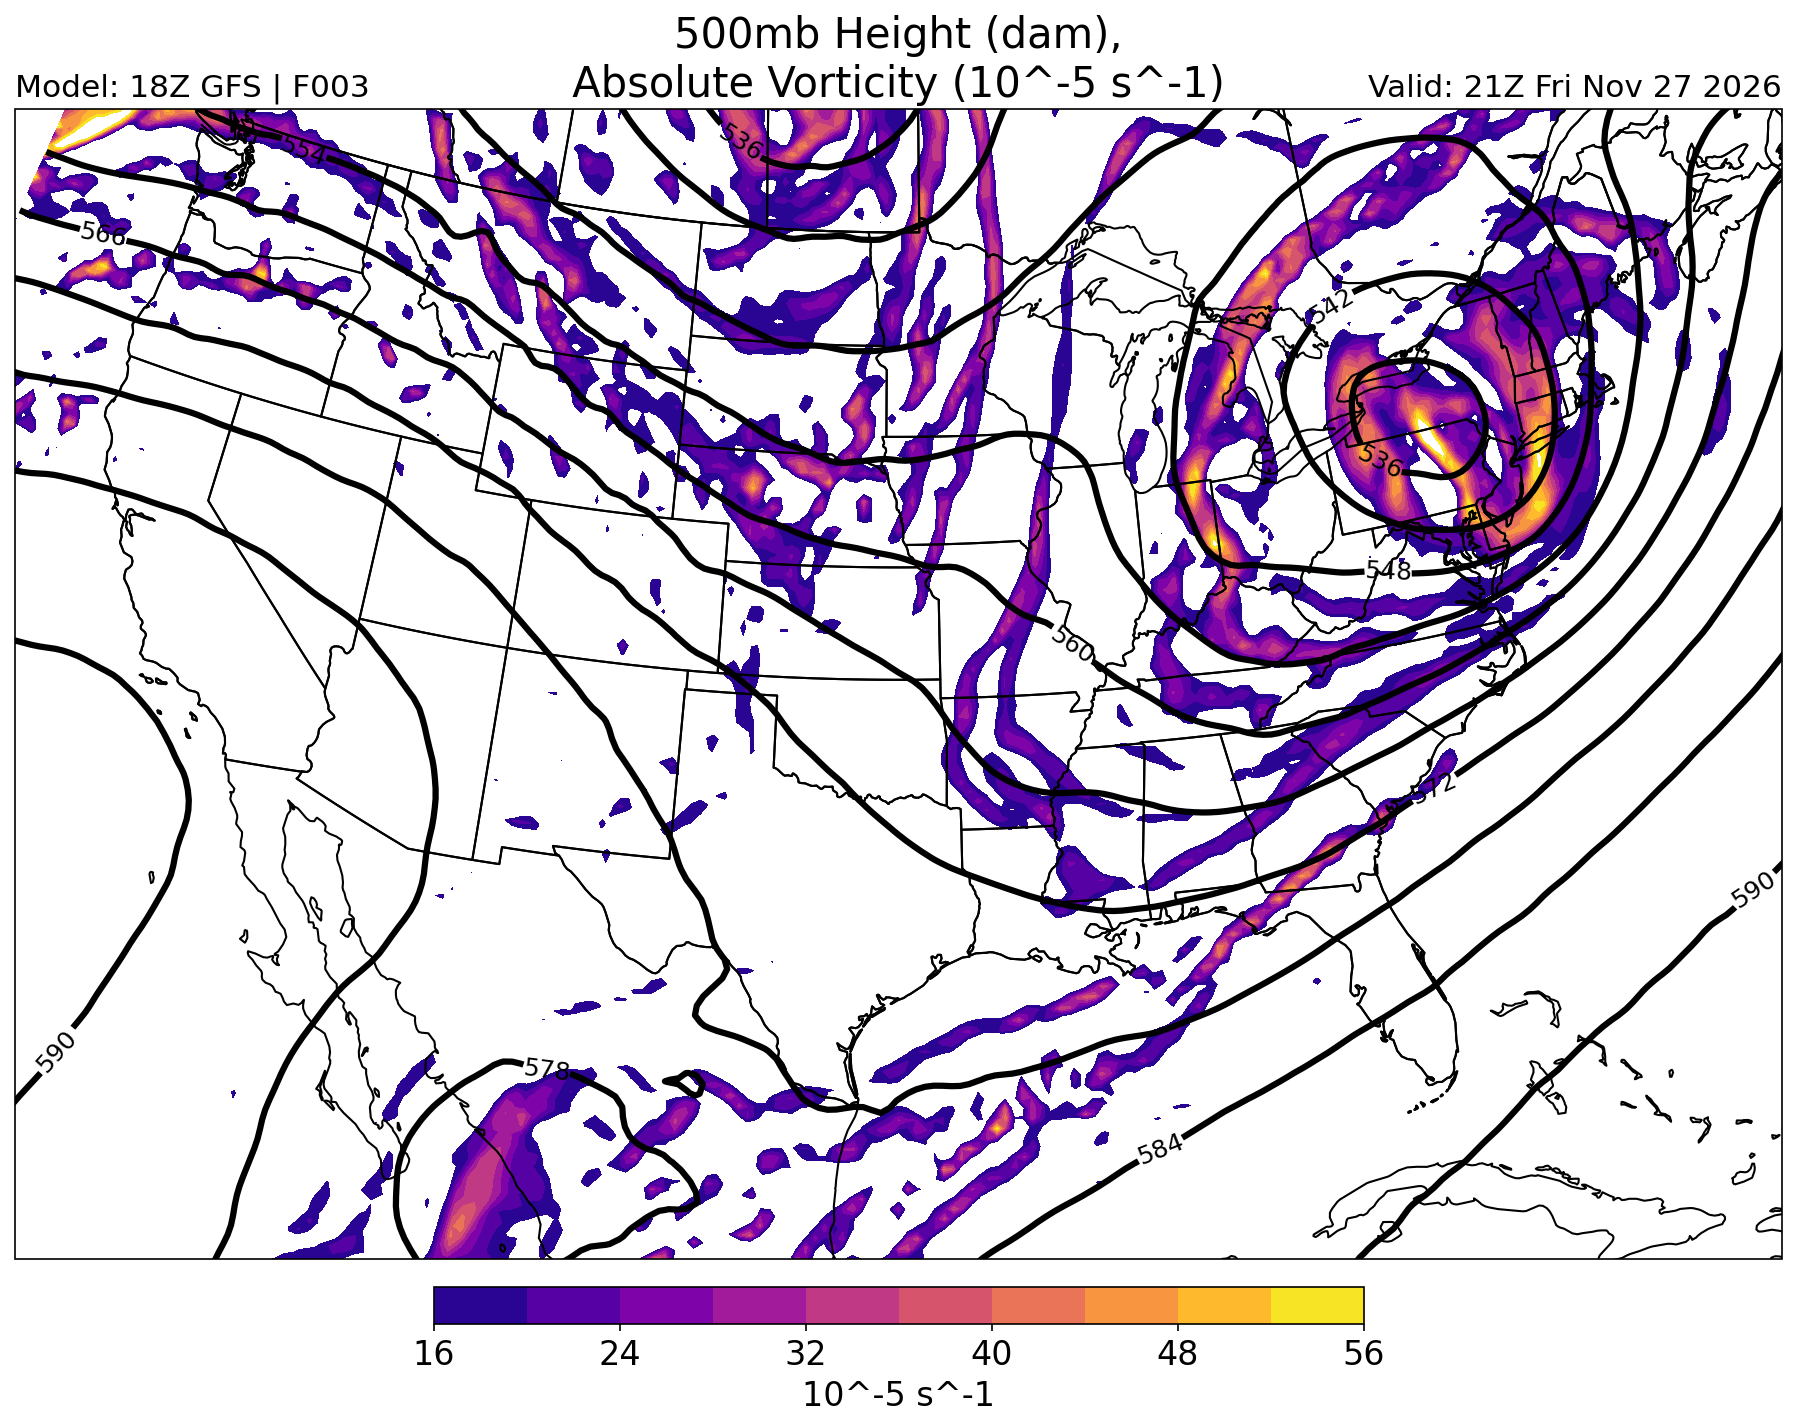 500mb Height (dam),
Model: 18Z GFS | F003
Absolute Vorticity (10^-5 s^-1)
Valid: 21Z Fri Nov 27 2026
536
554
566
542
536
548
560
572
590
590
578
584
16 24 32 40 48 56
10^-5 s^-1